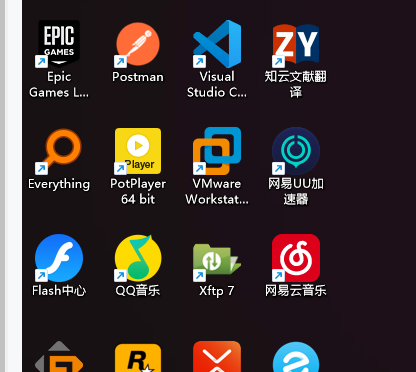 EPIC
GAMES
Epic
Games L...
Postman
Visual
Studio C...
ZY
知云文献翻
译
Everything
Player
PotPlayer
64 bit
VMware
Workstat...
网易UU加
速器
Flash中心
QQ音乐
Xftp 7
网易云音乐
R